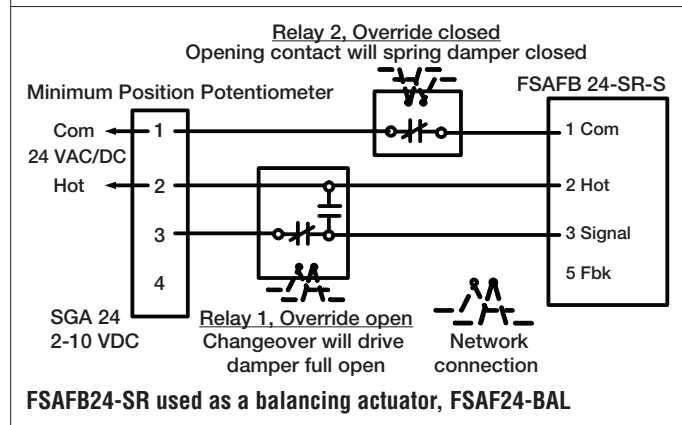 Relay 2, Override closed
Opening contact will spring damper closed
Minimum Position Potentiometer
FSAFB 24-SR-S
Com
1
1 Com
24 VAC/DC
Hot
2
2 Hot
3
3 Signal
4
5 Fbk
SGA 24
2-10 VDC
Relay 1, Override open
Changeover will drive
damper full open
Network
connection
FSAFB24-SR used as a balancing actuator, FSAF24-BAL